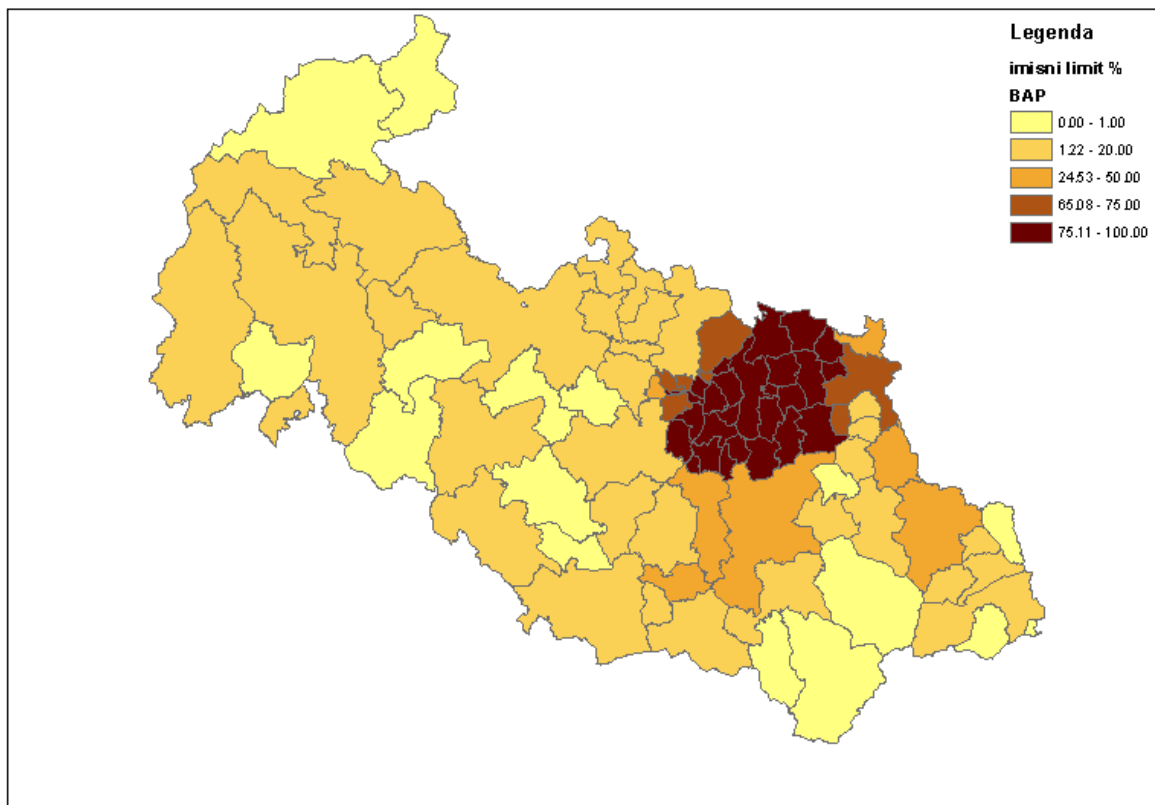 Legenda
imisni limit %
BAP
0.00 - 1.00
1.22 - 20.00
24.53 - 50.00
65.08 - 75.00
75.11 - 100.00